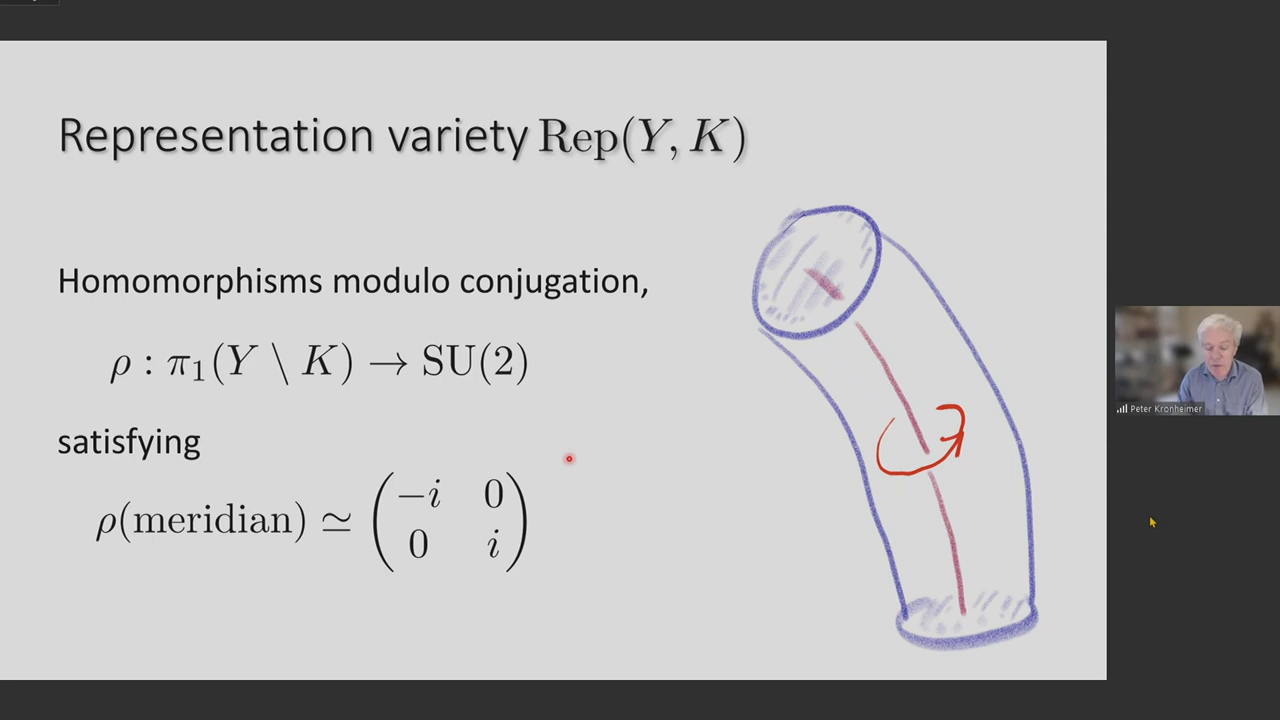 Representation variety Rep(Y, K)
Homomorphisms modulo conjugation,
ρ : π₁(Y \ K) → SU(2)
satisfying
ρ(meridian) ≃ (−i 0
0 i)
Peter Kronheimer